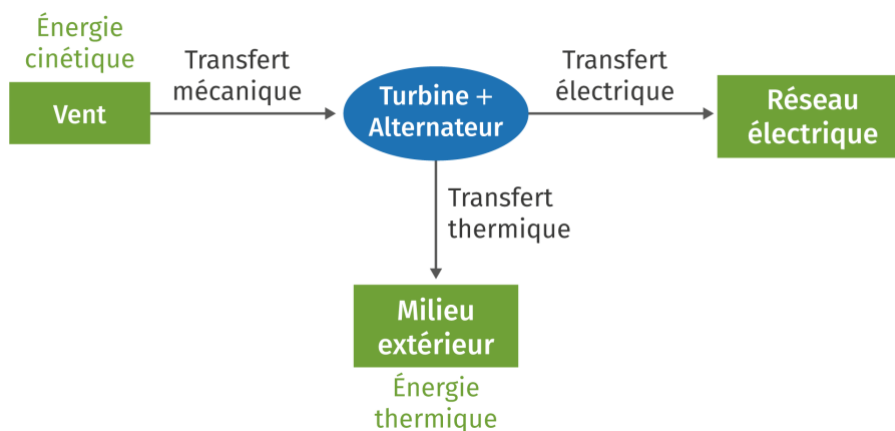 Énergie
cinétique
Vent
Transfert
mécanique
Turbine +
Alternateur
Transfert
électrique
Réseau
électrique
Transfert
thermique
Milieu
extérieur
Énergie
thermique